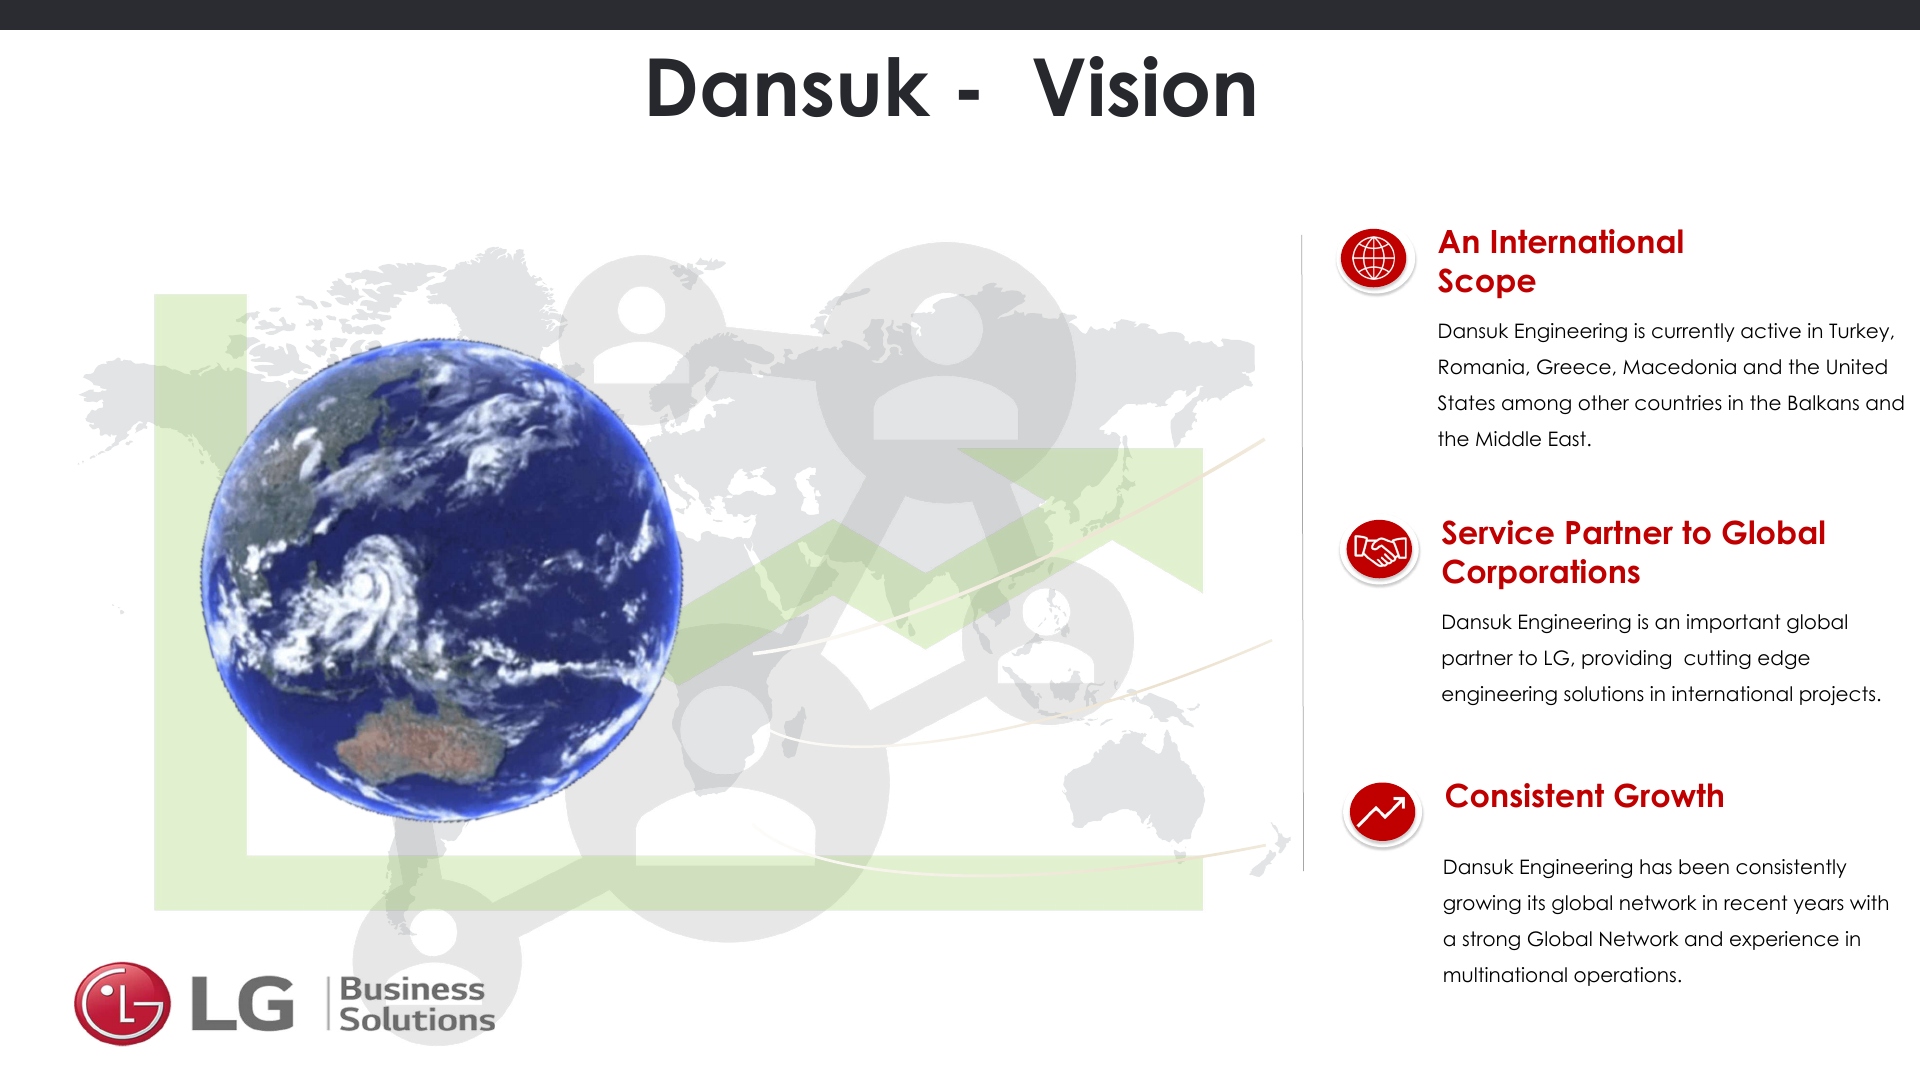 Dansuk -  Vision
An International
Scope
Dansuk Engineering is currently active in Turkey,
Romania, Greece, Macedonia and the United
States among other countries in the Balkans and
the Middle East.
Service Partner to Global
Corporations
Dansuk Engineering is an important global
partner to LG, providing  cutting edge
engineering solutions in international projects.
Consistent Growth
Dansuk Engineering has been consistently
growing its global network in recent years with
a strong Global Network and experience in
multinational operations.
LG
Business
Solutions